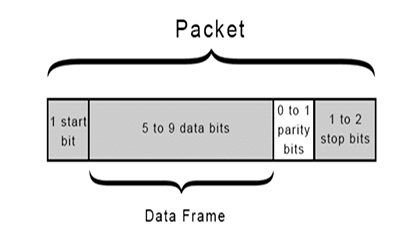 Packet
1 start
bit
5 to 9 data bits
0 to 1
parity
bits
1 to 2
stop bits
Data Frame